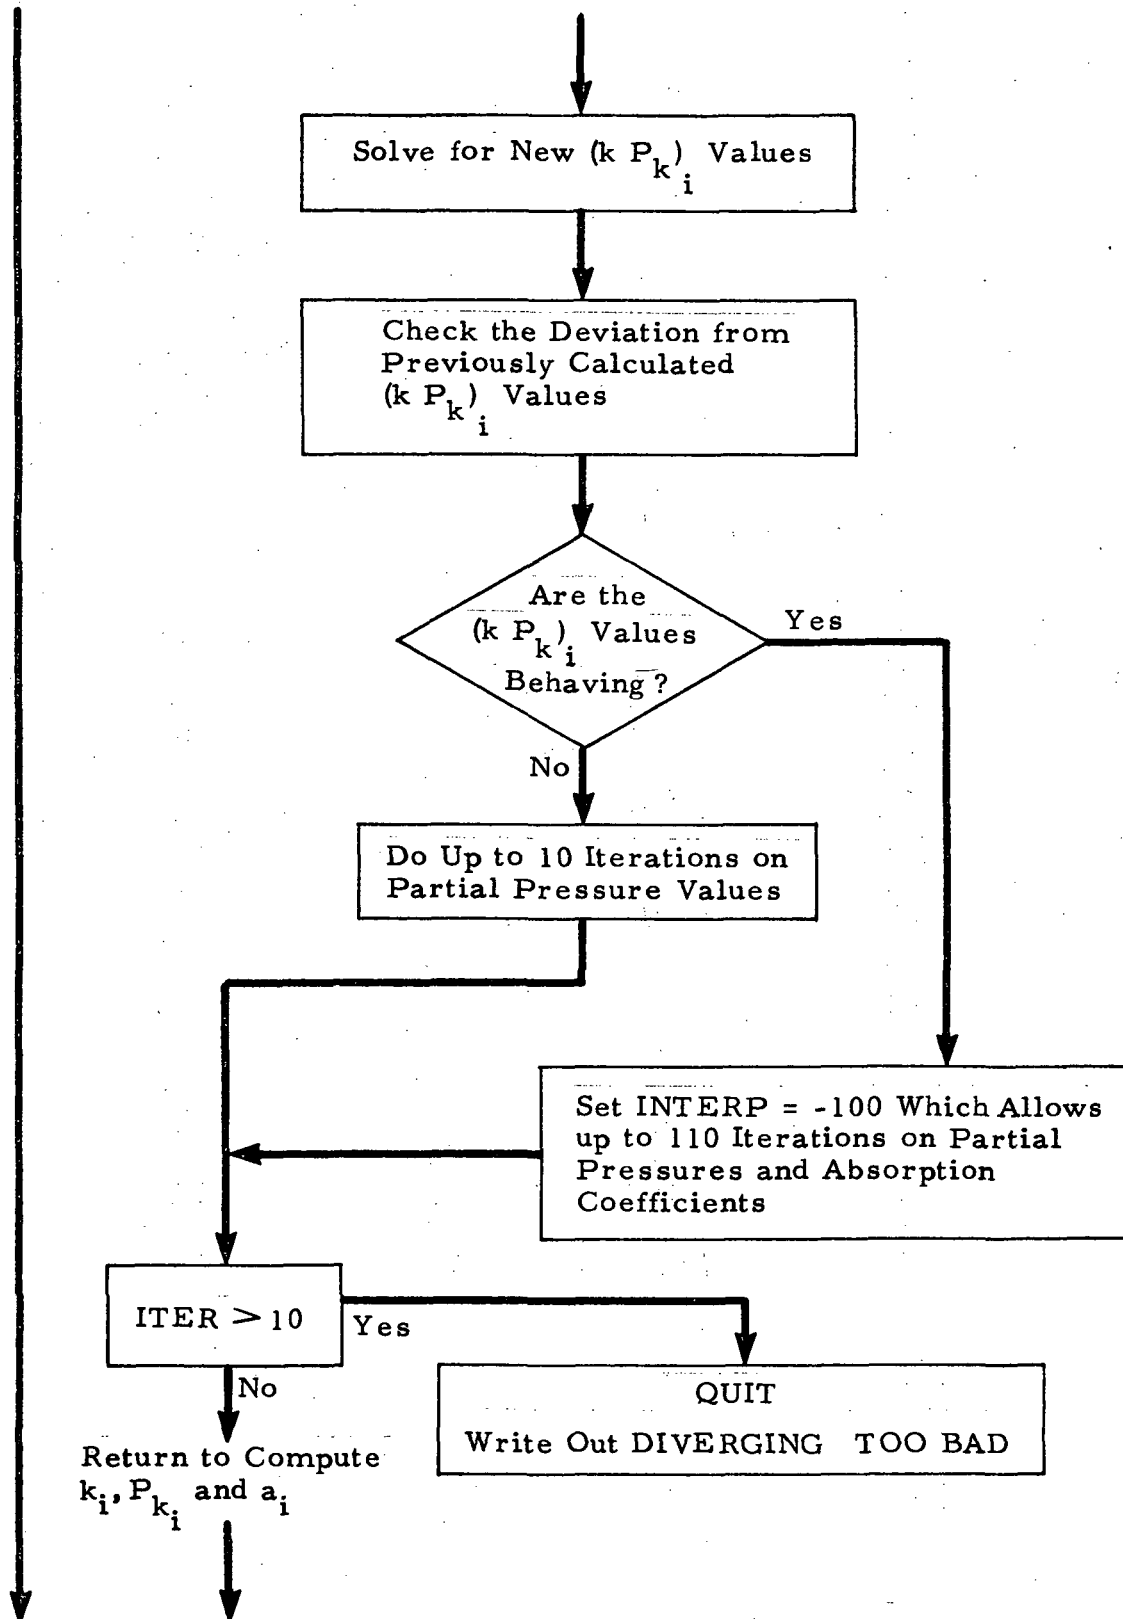 Solve for New (k P_k)_i Values
Check the Deviation from
Previously Calculated
(k P_k)_i Values
Are the
(k P_k)_i Values
Behaving ?
Yes
No
Do Up to 10 Iterations on
Partial Pressure Values
Set INTERP = -100 Which Allows
up to 110 Iterations on Partial
Pressures and Absorption
Coefficients
ITER > 10
Yes
No
QUIT
Write Out DIVERGING TOO BAD
Return to Compute
k_i, P_k_i and a_i